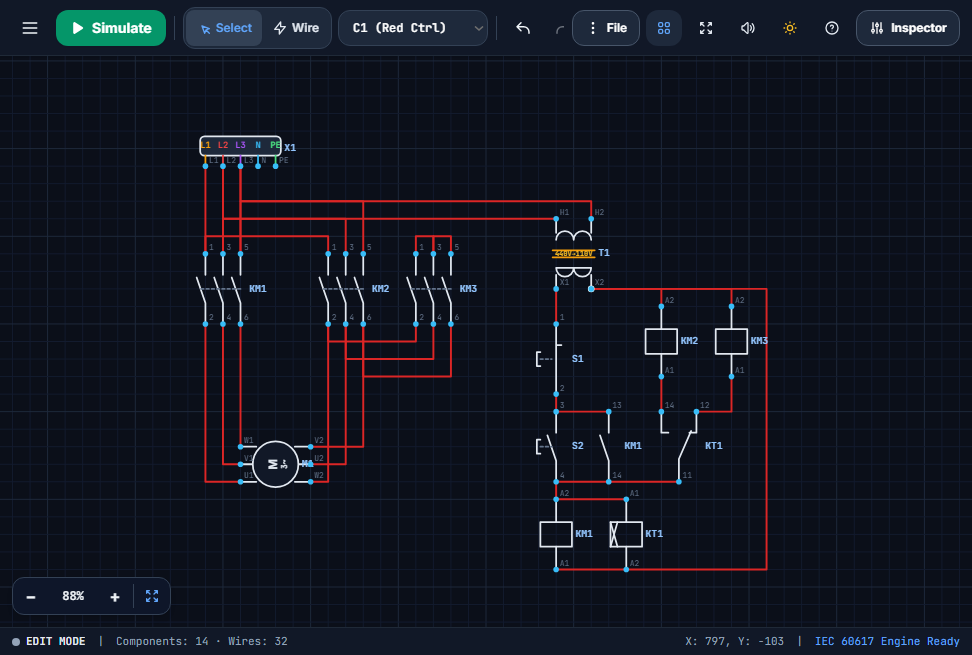 Simulate Select Wire C1 (Red Ctrl) File Inspector
L1 L2 L3 N PE X1
L1 L2 L3 N PE
H1 H2
1 3 5 1 3 5 1 3 5
440V-110V T1
KM1 KM2 KM3
X1 X2
A2 A2
2 4 6 2 4 6 2 4 6
1
KM2 KM3
S1
A1 A1
2
3 13 14 12
W1 V2
S2 KM1 KT1
V1 M 3~ U2
U1 W2
4 14 11
A2 A1
KM1 KT1
A1 A2
− 88% +
EDIT MODE | Components: 14 · Wires: 32 X: 797, Y: -103 | IEC 60617 Engine Ready